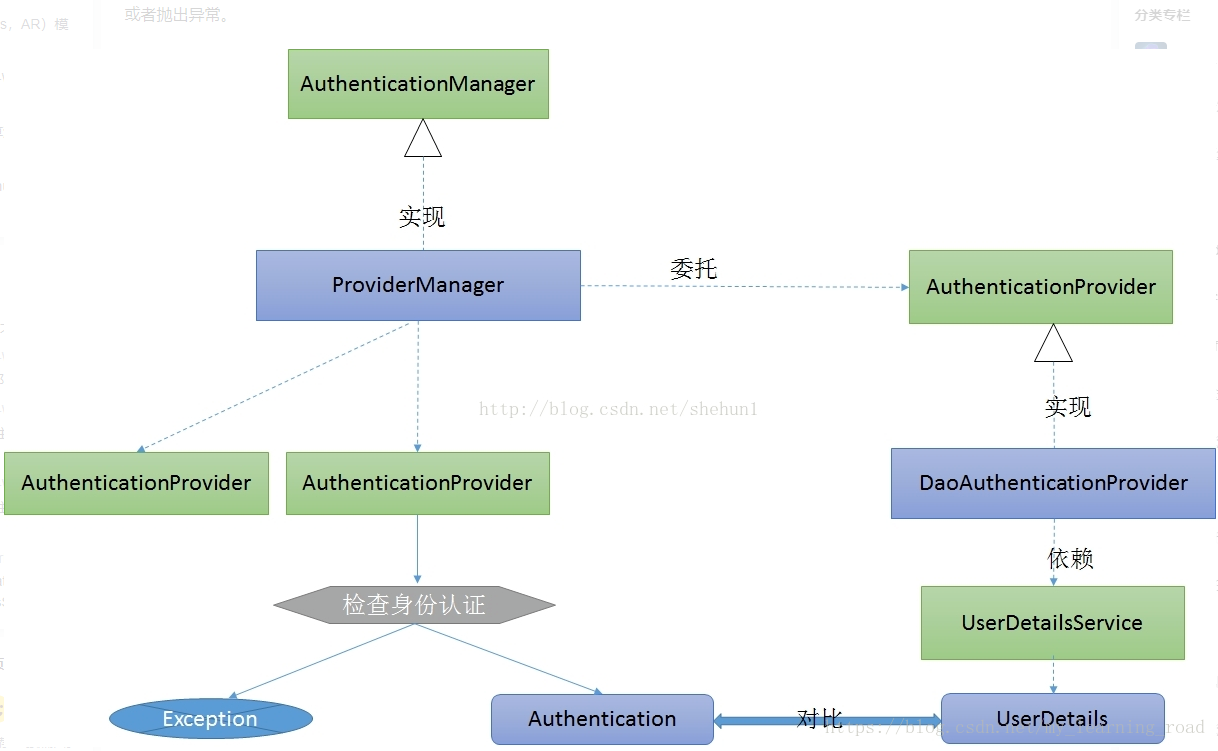 s, AR）模
或者抛出异常。
分类专栏
AuthenticationManager
实现
ProviderManager
委托
AuthenticationProvider
实现
http://blog.csdn.net/shehun1
AuthenticationProvider
AuthenticationProvider
DaoAuthenticationProvider
依赖
检查身份认证
UserDetailsService
Exception
Authentication
对比
UserDetails
https://blog.csdn.net/my_learning_road